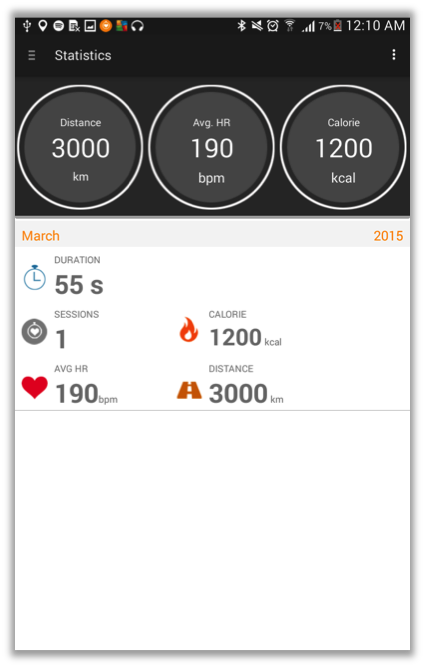 7% 12:10 AM
Statistics
Distance Avg. HR Calorie
3000 190 1200
km bpm kcal
March 2015
DURATION
55 s
SESSIONS CALORIE
1 1200 kcal
AVG HR DISTANCE
190bpm 3000 km